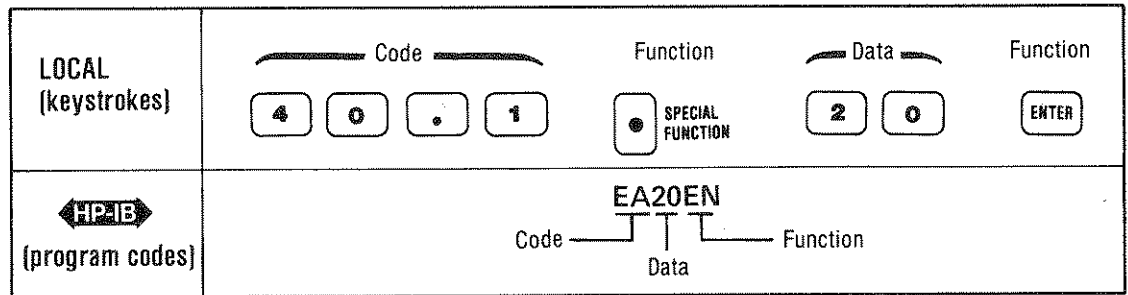 LOCAL
(keystrokes)
Code Function Data Function
4 0 . 1 SPECIAL FUNCTION 2 0 ENTER
HP-IB
(program codes)
EA20EN
Code Function
Data